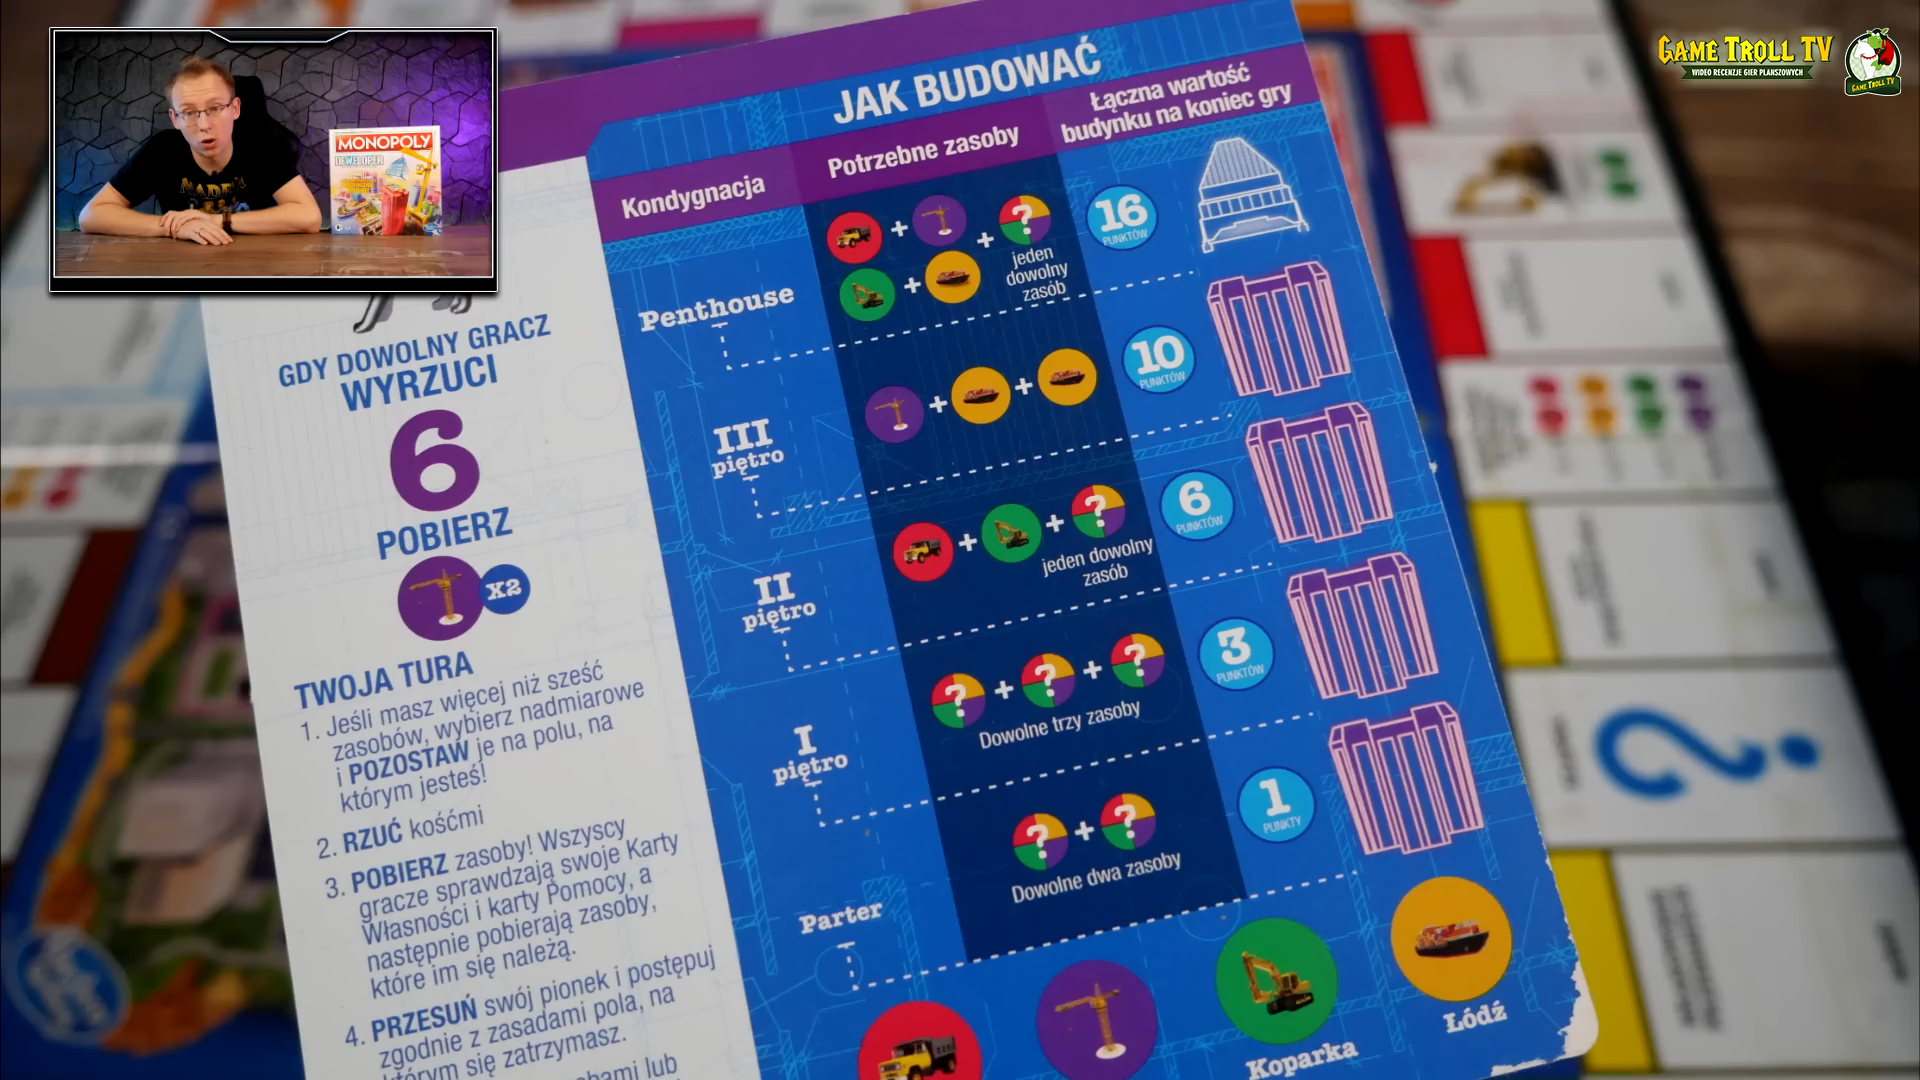 GAME TROLL TV
WIDEO RECENZJE GIER PLANSZOWYCH
GAME TROLL TV
MONOPOLY
DEWELOPER
JAK BUDOWAĆ
Kondygnacja
Potrzebne zasoby
Łączna wartość
budynku na koniec gry
Penthouse
+
+
+
jeden
dowolny
zasób
16
PUNKTÓW
III
piętro
+
+
10
PUNKTÓW
II
piętro
+
+
jeden dowolny
zasób
6
PUNKTÓW
I
piętro
? + ? + ?
Dowolne trzy zasoby
3
PUNKTÓW
Parter
? + ?
Dowolne dwa zasoby
1
PUNKTY
Koparka
Łódź
GDY DOWOLNY GRACZ
WYRZUCI
6
POBIERZ
X2
TWOJA TURA
1. Jeśli masz więcej niż sześć
zasobów, wybierz nadmiarowe
i POZOSTAW je na polu, na
którym jesteś!
2. RZUĆ kośćmi
3. POBIERZ zasoby! Wszyscy
gracze sprawdzają swoje Karty
Własności i karty Pomocy, a
następnie pobierają zasoby,
które im się należą.
4. PRZESUŃ swój pionek i postępuj
zgodnie z zasadami pola, na
którym się zatrzymasz.
lub
?